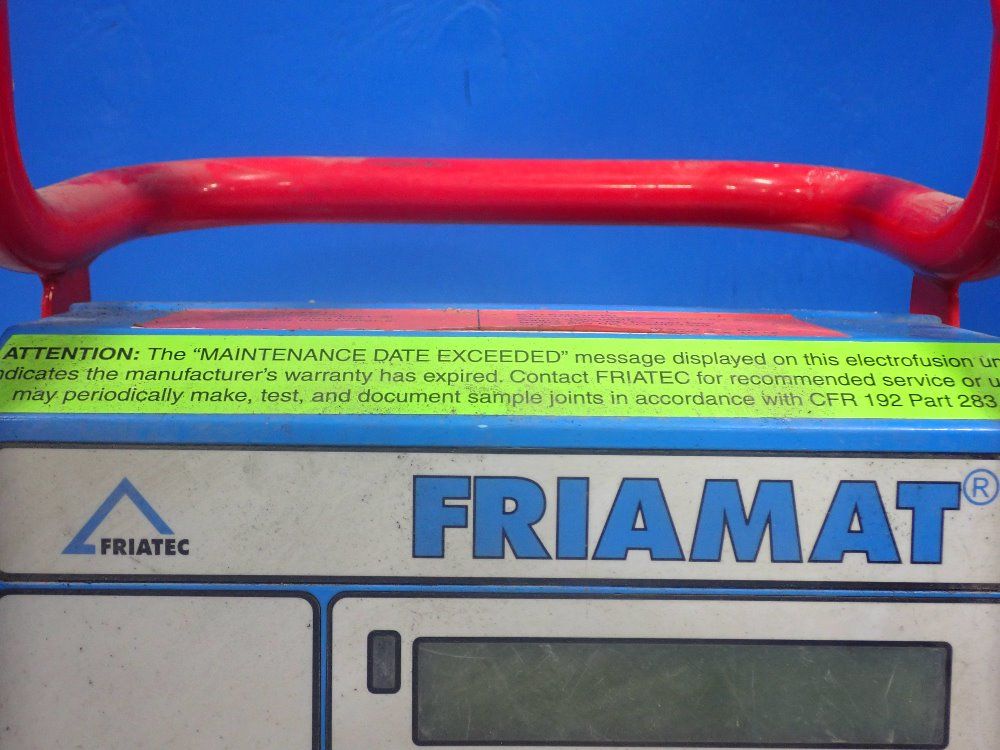 ATTENTION: The “MAINTENANCE DATE EXCEEDED” message displayed on this electrofusion
ndicates the manufacturer's warranty has expired. Contact FRIATEC for recommended service or u
may periodically make, test, and document sample joints in accordance with CFR 192 Part 283
FRIATEC
FRIAMAT®